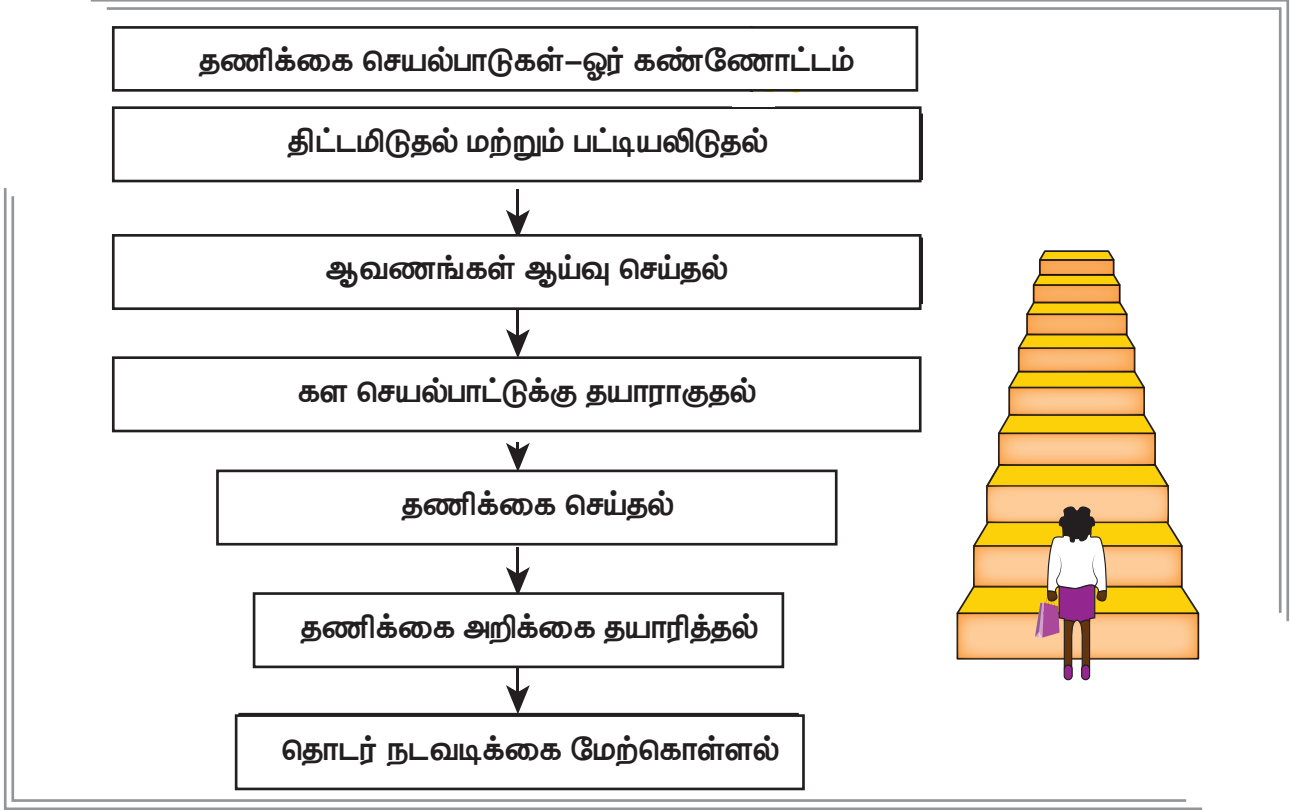 தணிக்கை செயல்பாடுகள்–ஓர் கண்ணோட்டம்
திட்டமிடுதல் மற்றும் பட்டியலிடுதல்
ஆவணங்கள் ஆய்வு செய்தல்
கள செயல்பாட்டுக்கு தயாராகுதல்
தணிக்கை செய்தல்
தணிக்கை அறிக்கை தயாரித்தல்
தொடர் நடவடிக்கை மேற்கொள்ளல்